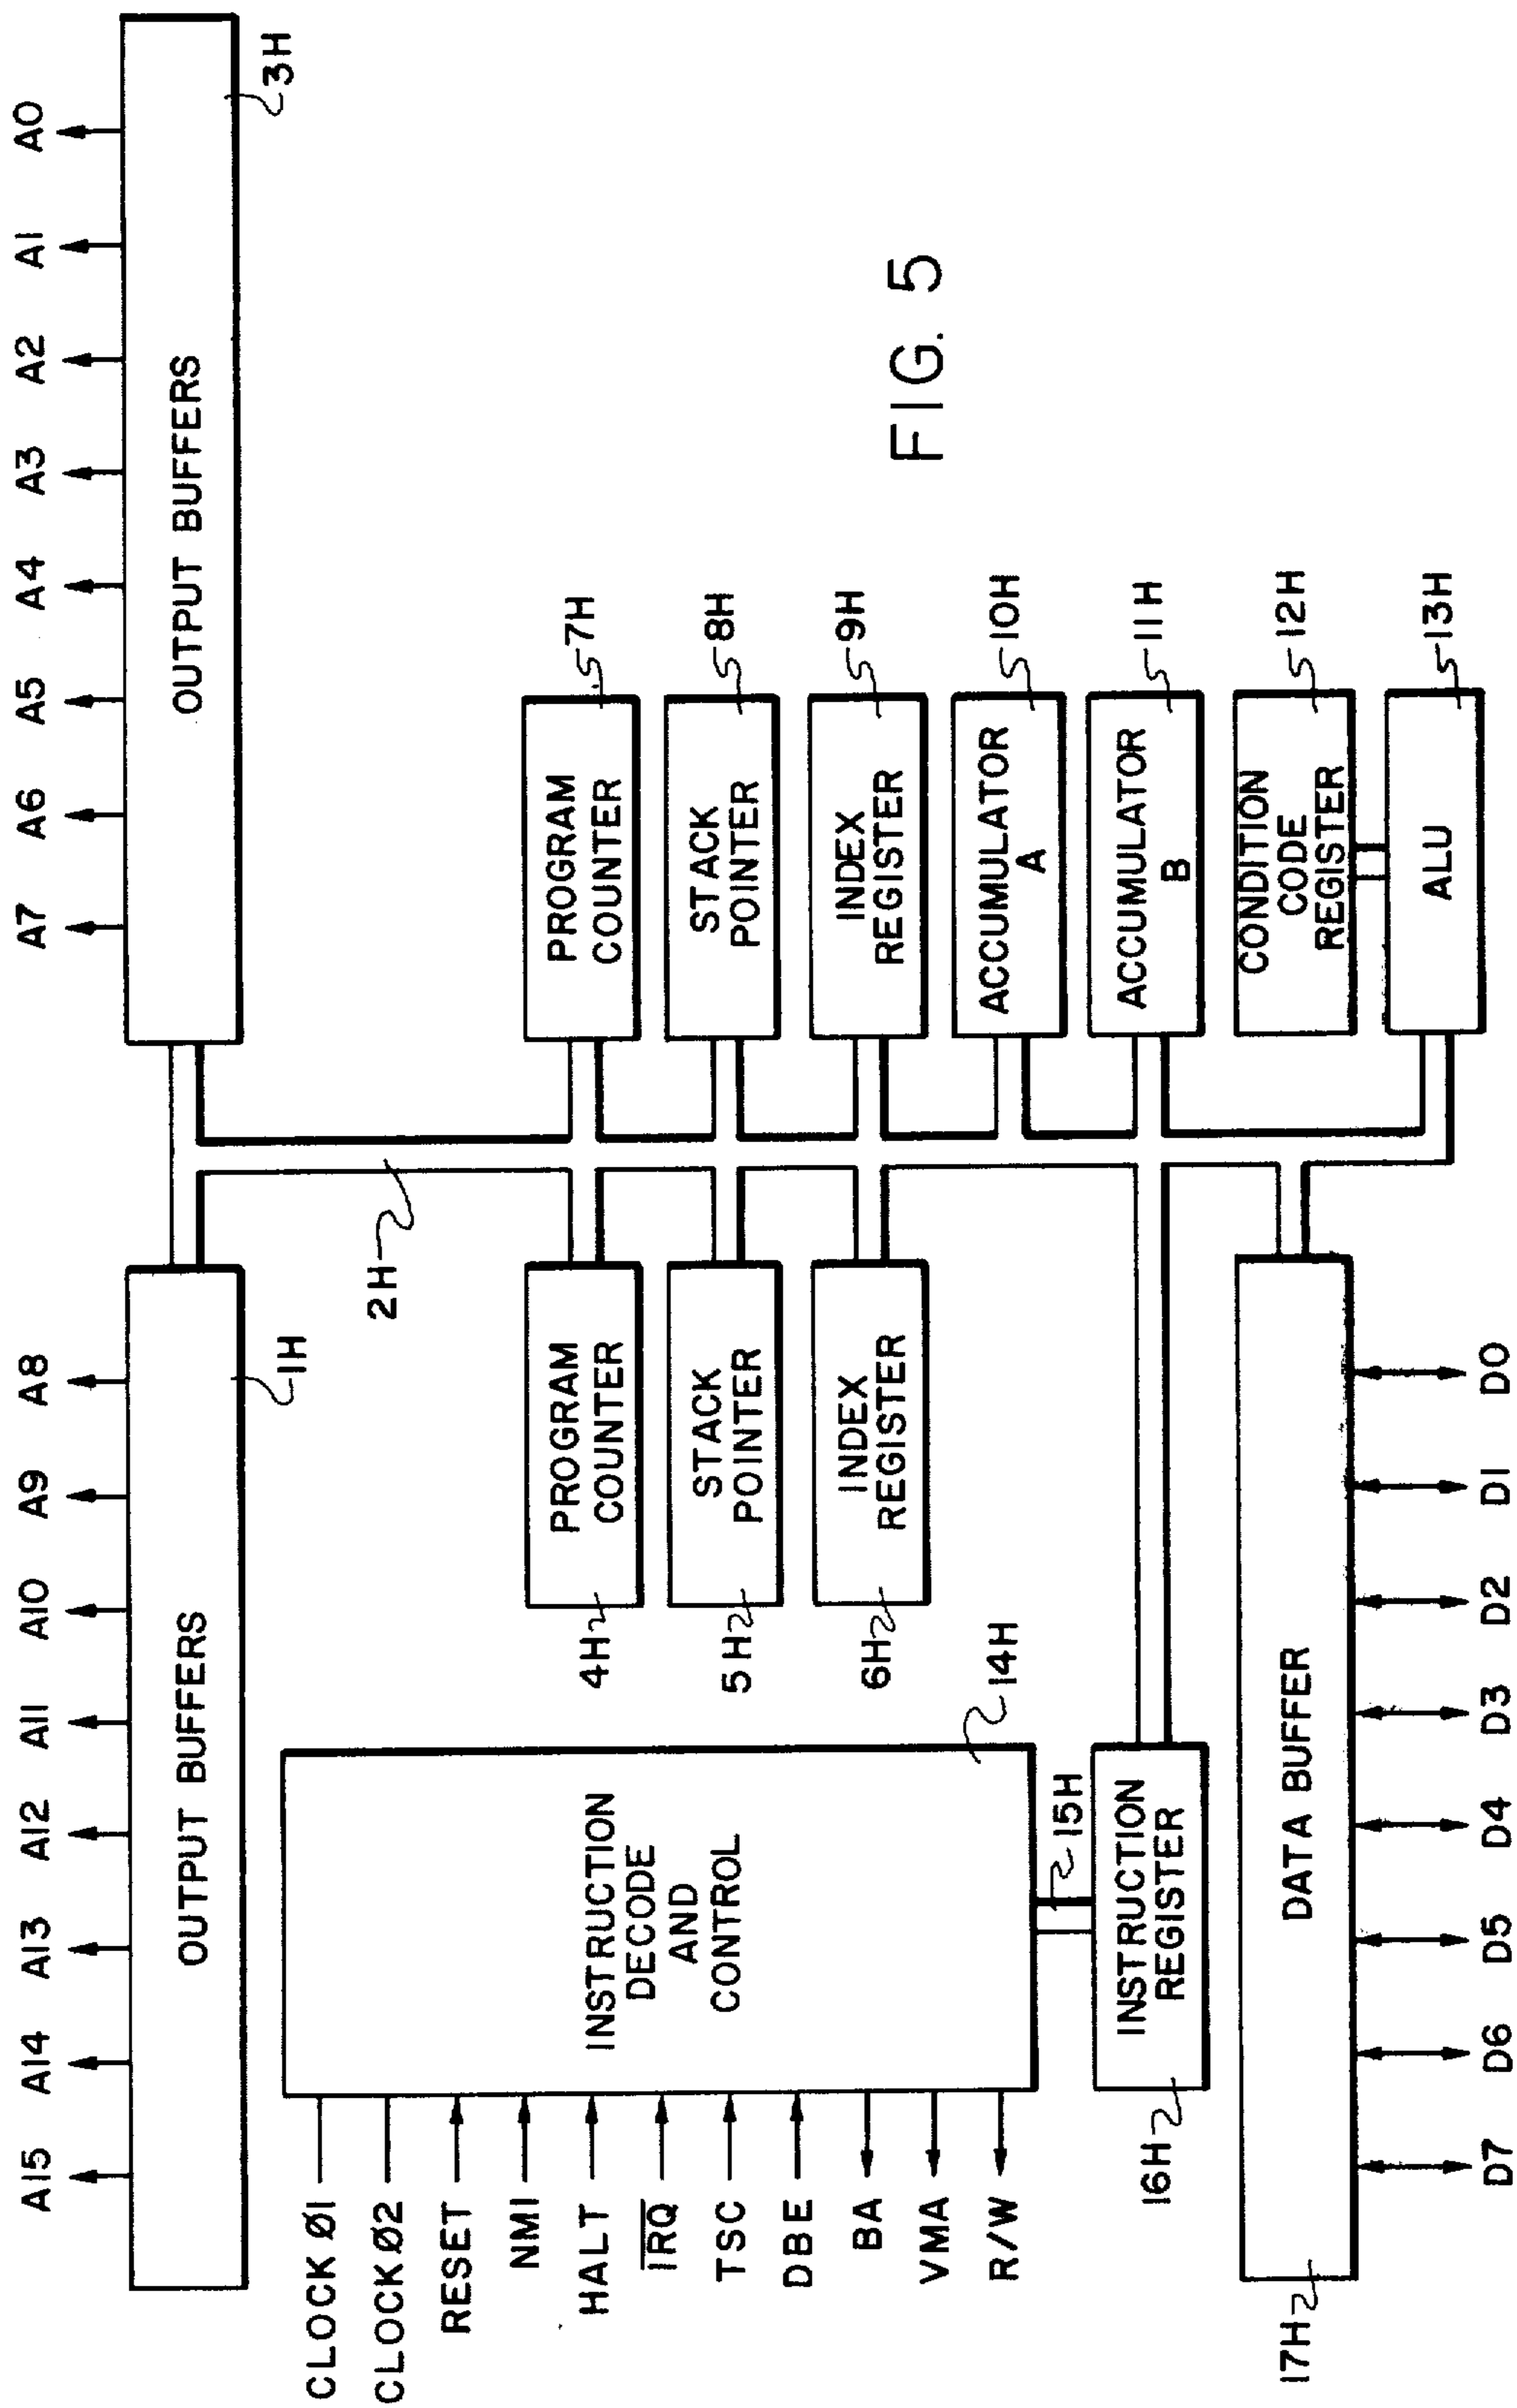 A15 A14 A13 A12 A11 A10 A9 A8 A7 A6 A5 A4 A3 A2 A1 A0
OUTPUT BUFFERS
1H
OUTPUT BUFFERS
3H
2H
CLOCK Ø1
CLOCK Ø2
RESET
NMI
HALT
IRQ
TSC
DBE
BA
VMA
R/W
INSTRUCTION
DECODE
AND
CONTROL
14H
15H
4H
PROGRAM
COUNTER
5H
STACK
POINTER
6H
INDEX
REGISTER
PROGRAM
COUNTER
7H
STACK
POINTER
8H
INDEX
REGISTER
9H
ACCUMULATOR
A
10H
ACCUMULATOR
B
11H
CONDITION
CODE
REGISTER
12H
ALU
13H
16H
INSTRUCTION
REGISTER
17H
DATA BUFFER
D7 D6 D5 D4 D3 D2 D1 D0
FIG. 5